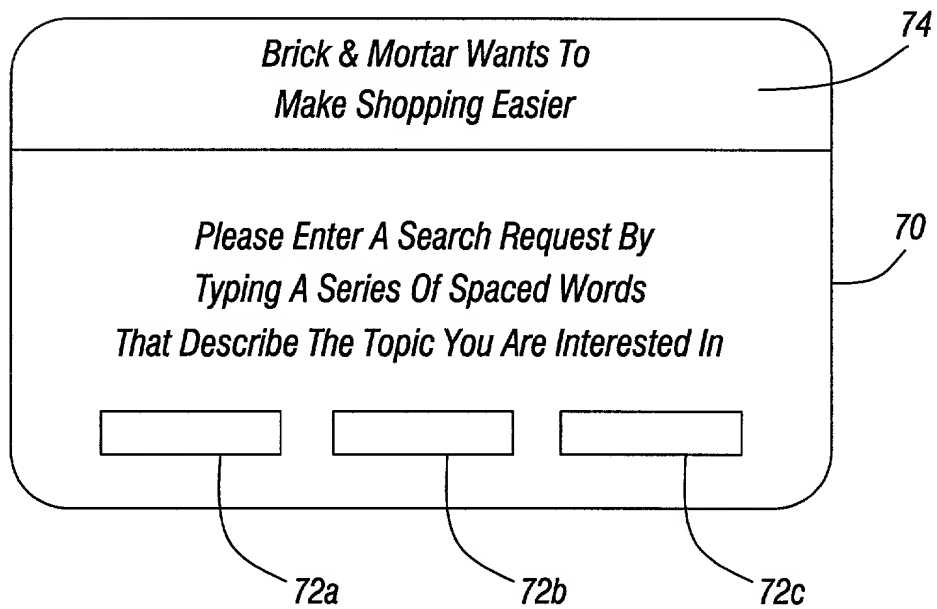 Brick & Mortar Wants To
Make Shopping Easier
74
Please Enter A Search Request By
Typing A Series Of Spaced Words
That Describe The Topic You Are Interested In
70
72a
72b
72c